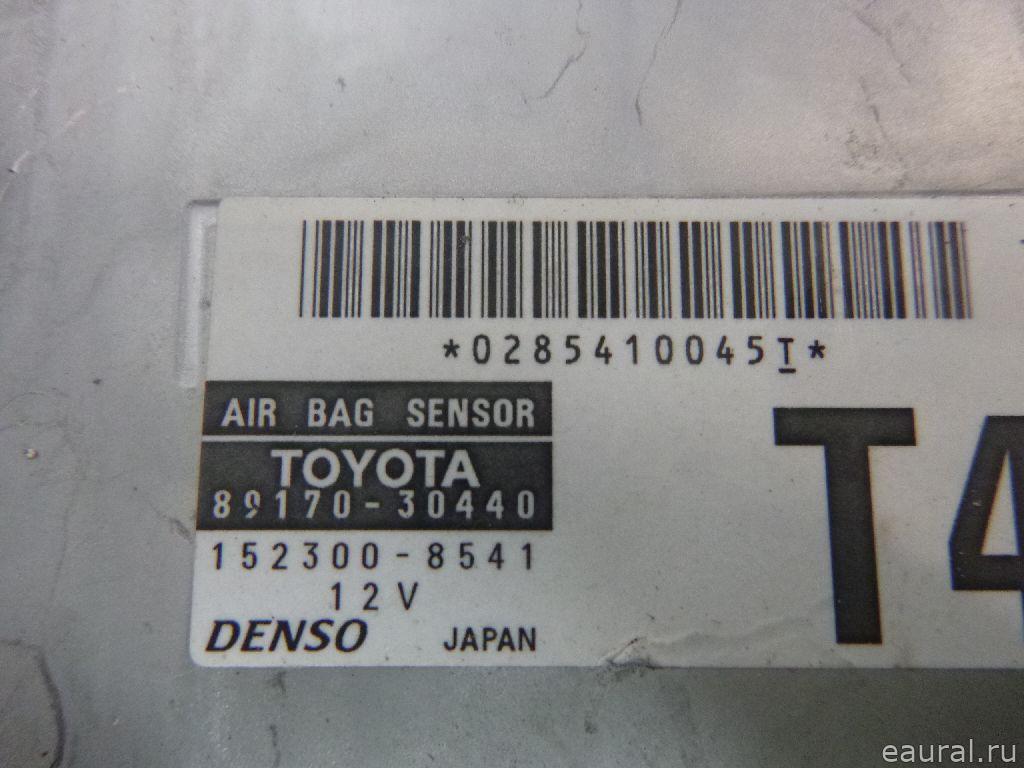 *0285410045T*
AIR BAG SENSOR
TOYOTA
89170-30440
152300-8541
12V
DENSO JAPAN
T4
eaural.ru